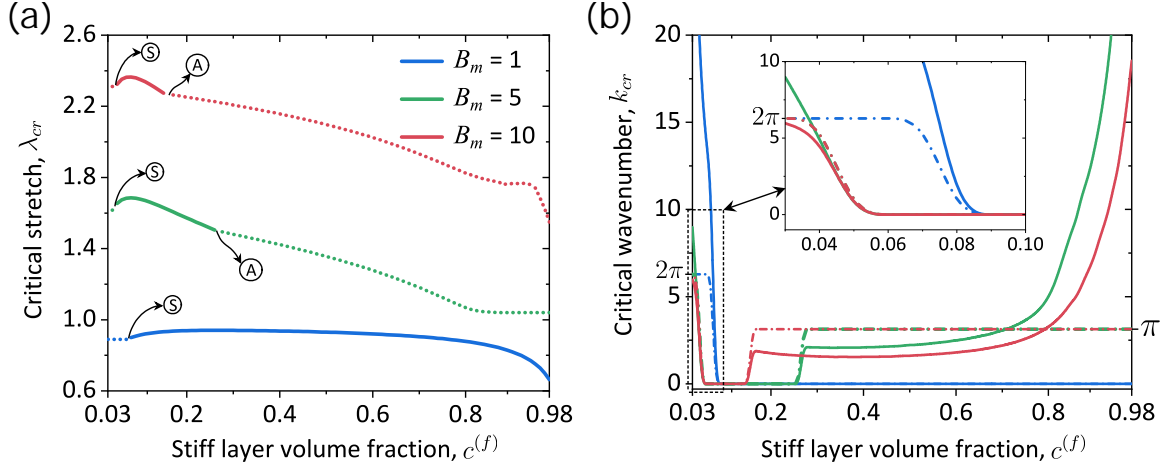 (a)
2.6
2.2
1.8
1.4
1.0
0.6
Critical stretch, λcr
S
A
S
A
S
Bm = 1
Bm = 5
Bm = 10
0.03 0.2 0.4 0.6 0.8 0.98
Stiff layer volume fraction, c(f)
(b)
20
15
10
2π
5
0
Critical wavenumber, kcr
10
2π
5
0
0.04 0.06 0.08 0.10
π
0.03 0.2 0.4 0.6 0.8 0.98
Stiff layer volume fraction, c(f)